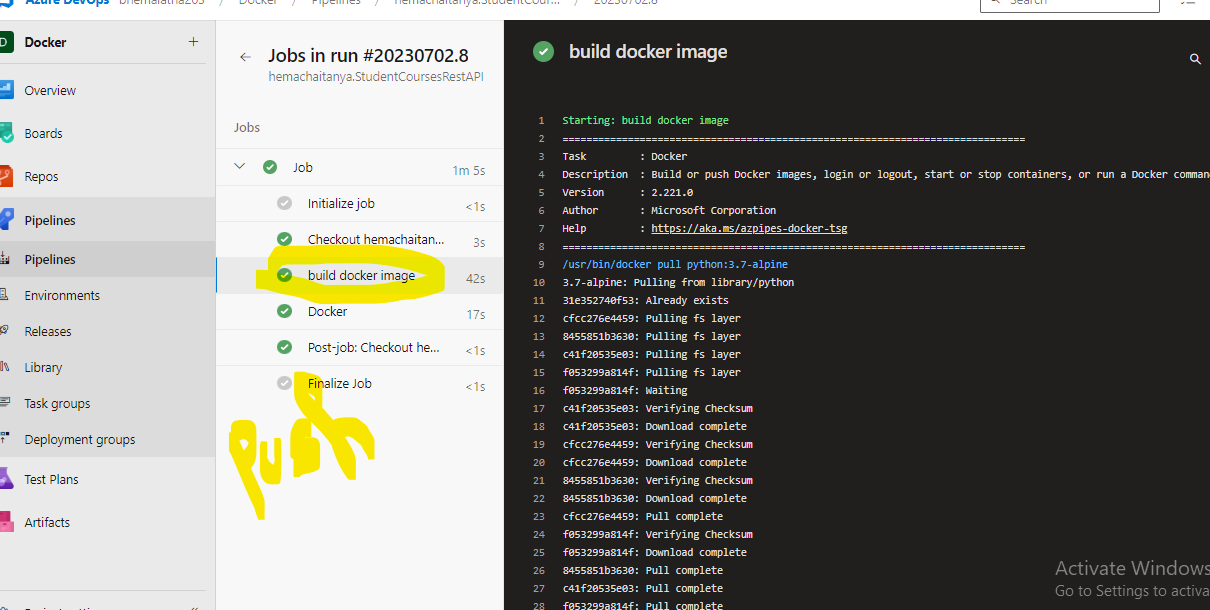 Azure DevOps bhemalatha205 / Docker / Pipelines / hemachaitanya.StudentCour... / 20230702.8
Search
D Docker +
Overview
Boards
Repos
Pipelines
Pipelines
Environments
Releases
Library
Task groups
Deployment groups
Test Plans
Artifacts
← Jobs in run #20230702.8
hemachaitanya.StudentCoursesRestAPI
Jobs
Job 1m 5s
Initialize job <1s
Checkout hemachaitan... 3s
build docker image 42s
Docker 17s
Post-job: Checkout he... <1s
Finalize Job <1s
push
build docker image
1 Starting: build docker image
2 ==============================================================================
3 Task : Docker
4 Description : Build or push Docker images, login or logout, start or stop containers, or run a Docker comman
5 Version : 2.221.0
6 Author : Microsoft Corporation
7 Help : https://aka.ms/azpipes-docker-tsg
8 ==============================================================================
9 /usr/bin/docker pull python:3.7-alpine
10 3.7-alpine: Pulling from library/python
11 31e352740f53: Already exists
12 cfcc276e4459: Pulling fs layer
13 8455851b3630: Pulling fs layer
14 c41f20535e03: Pulling fs layer
15 f053299a814f: Pulling fs layer
16 f053299a814f: Waiting
17 c41f20535e03: Verifying Checksum
18 c41f20535e03: Download complete
19 cfcc276e4459: Verifying Checksum
20 cfcc276e4459: Download complete
21 8455851b3630: Verifying Checksum
22 8455851b3630: Download complete
23 cfcc276e4459: Pull complete
24 f053299a814f: Verifying Checksum
25 f053299a814f: Download complete
26 8455851b3630: Pull complete
27 c41f20535e03: Pull complete
28 f053299a814f: Pull complete
Activate Windows
Go to Settings to activa